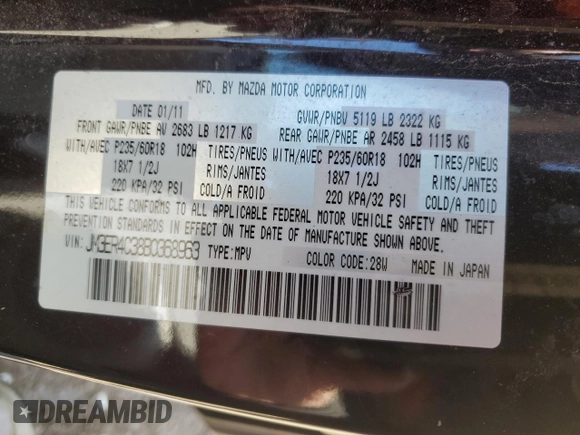 MFD. BY MAZDA MOTOR CORPORATION
DATE 01/11 GVWR/PNBV 5119 LB 2322 KG
FRONT GAWR/PNBE AV 2683 LB 1217 KG REAR GAWR/PNBE AR 2458 LB 1115 KG
WITH/AVEC P235/60R18 102H TIRES/PNEUS WITH/AVEC P235/60R18 102H TIRES/PNEUS
18X7 1/2J RIMS/JANTES 18X7 1/2J RIMS/JANTES
220 KPA/32 PSI COLD/A FROID 220 KPA/32 PSI COLD/A FROID
THIS VEHICLE CONFORMS TO ALL APPLICABLE FEDERAL MOTOR VEHICLE SAFETY AND THEFT
PREVENTION STANDARDS IN EFFECT ON THE DATE OF MANUFACTURE SHOWN ABOVE.
VIN: JM3ER4C38B0368963 TYPE:MPV COLOR CODE:28W MADE IN JAPAN
DREAMBID